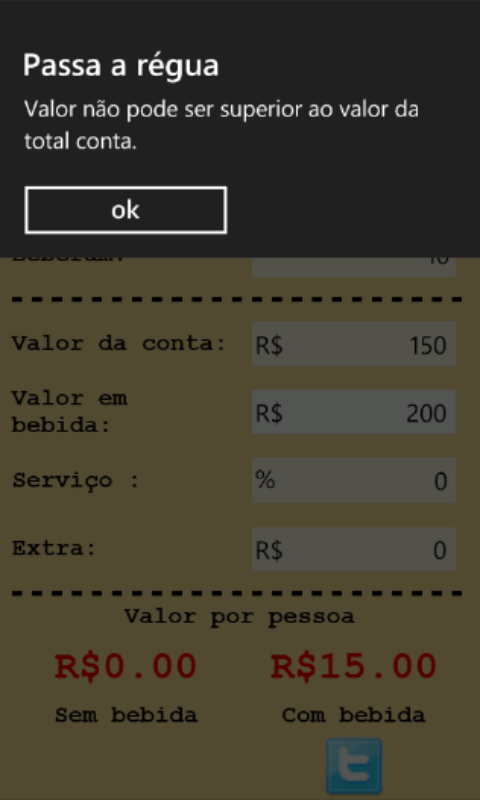 Passa a régua
Valor não pode ser superior ao valor da
total conta.
ok
Beberam: 10
Valor da conta: R$ 150
Valor em
bebida: R$ 200
Serviço : % 0
Extra: R$ 0
Valor por pessoa
R$0.00 R$15.00
Sem bebida Com bebida